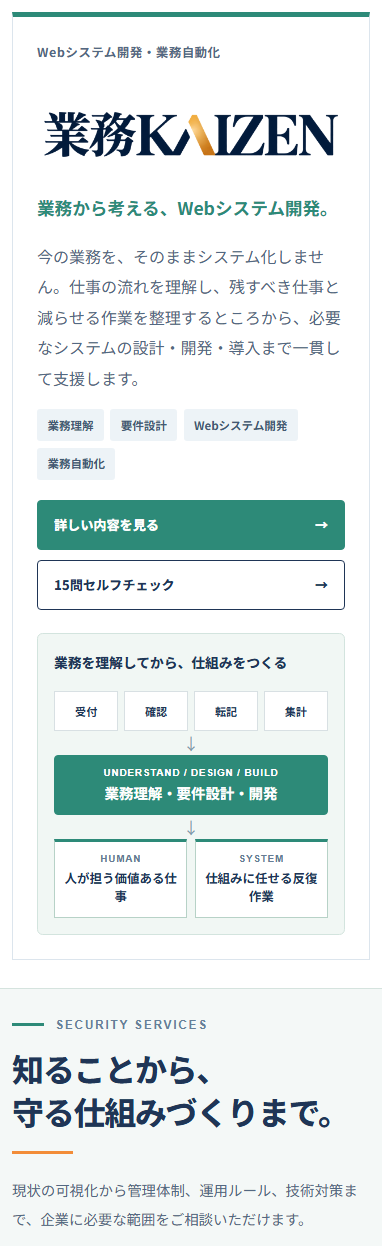 Webシステム開発・業務自動化
業務KAIZEN
業務から考える、Webシステム開発。
今の業務を、そのままシステム化しませ
ん。仕事の流れを理解し、残すべき仕事と
減らせる作業を整理するところから、必要
なシステムの設計・開発・導入まで一貫し
て支援します。
業務理解 要件設計 Webシステム開発
業務自動化
詳しい内容を見る →
15問セルフチェック →
業務を理解してから、仕組みをつくる
受付 確認 転記 集計
↓
UNDERSTAND / DESIGN / BUILD
業務理解・要件設計・開発
↓
HUMAN
人が担う価値ある仕
事
SYSTEM
仕組みに任せる反復
作業
SECURITY SERVICES
知ることから、
守る仕組みづくりまで。
現状の可視化から管理体制、運用ルール、技術対策ま
で、企業に必要な範囲をご相談いただけます。